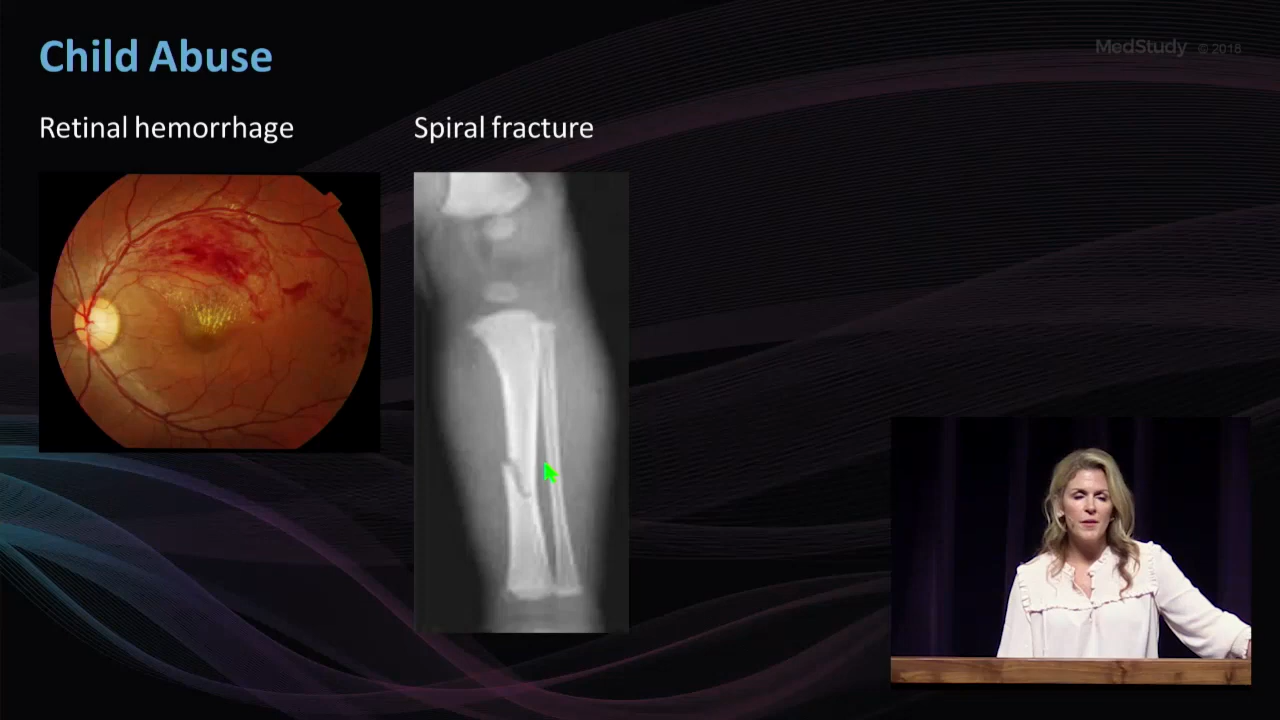 Child Abuse
MedStudy © 2018
Retinal hemorrhage
Spiral fracture